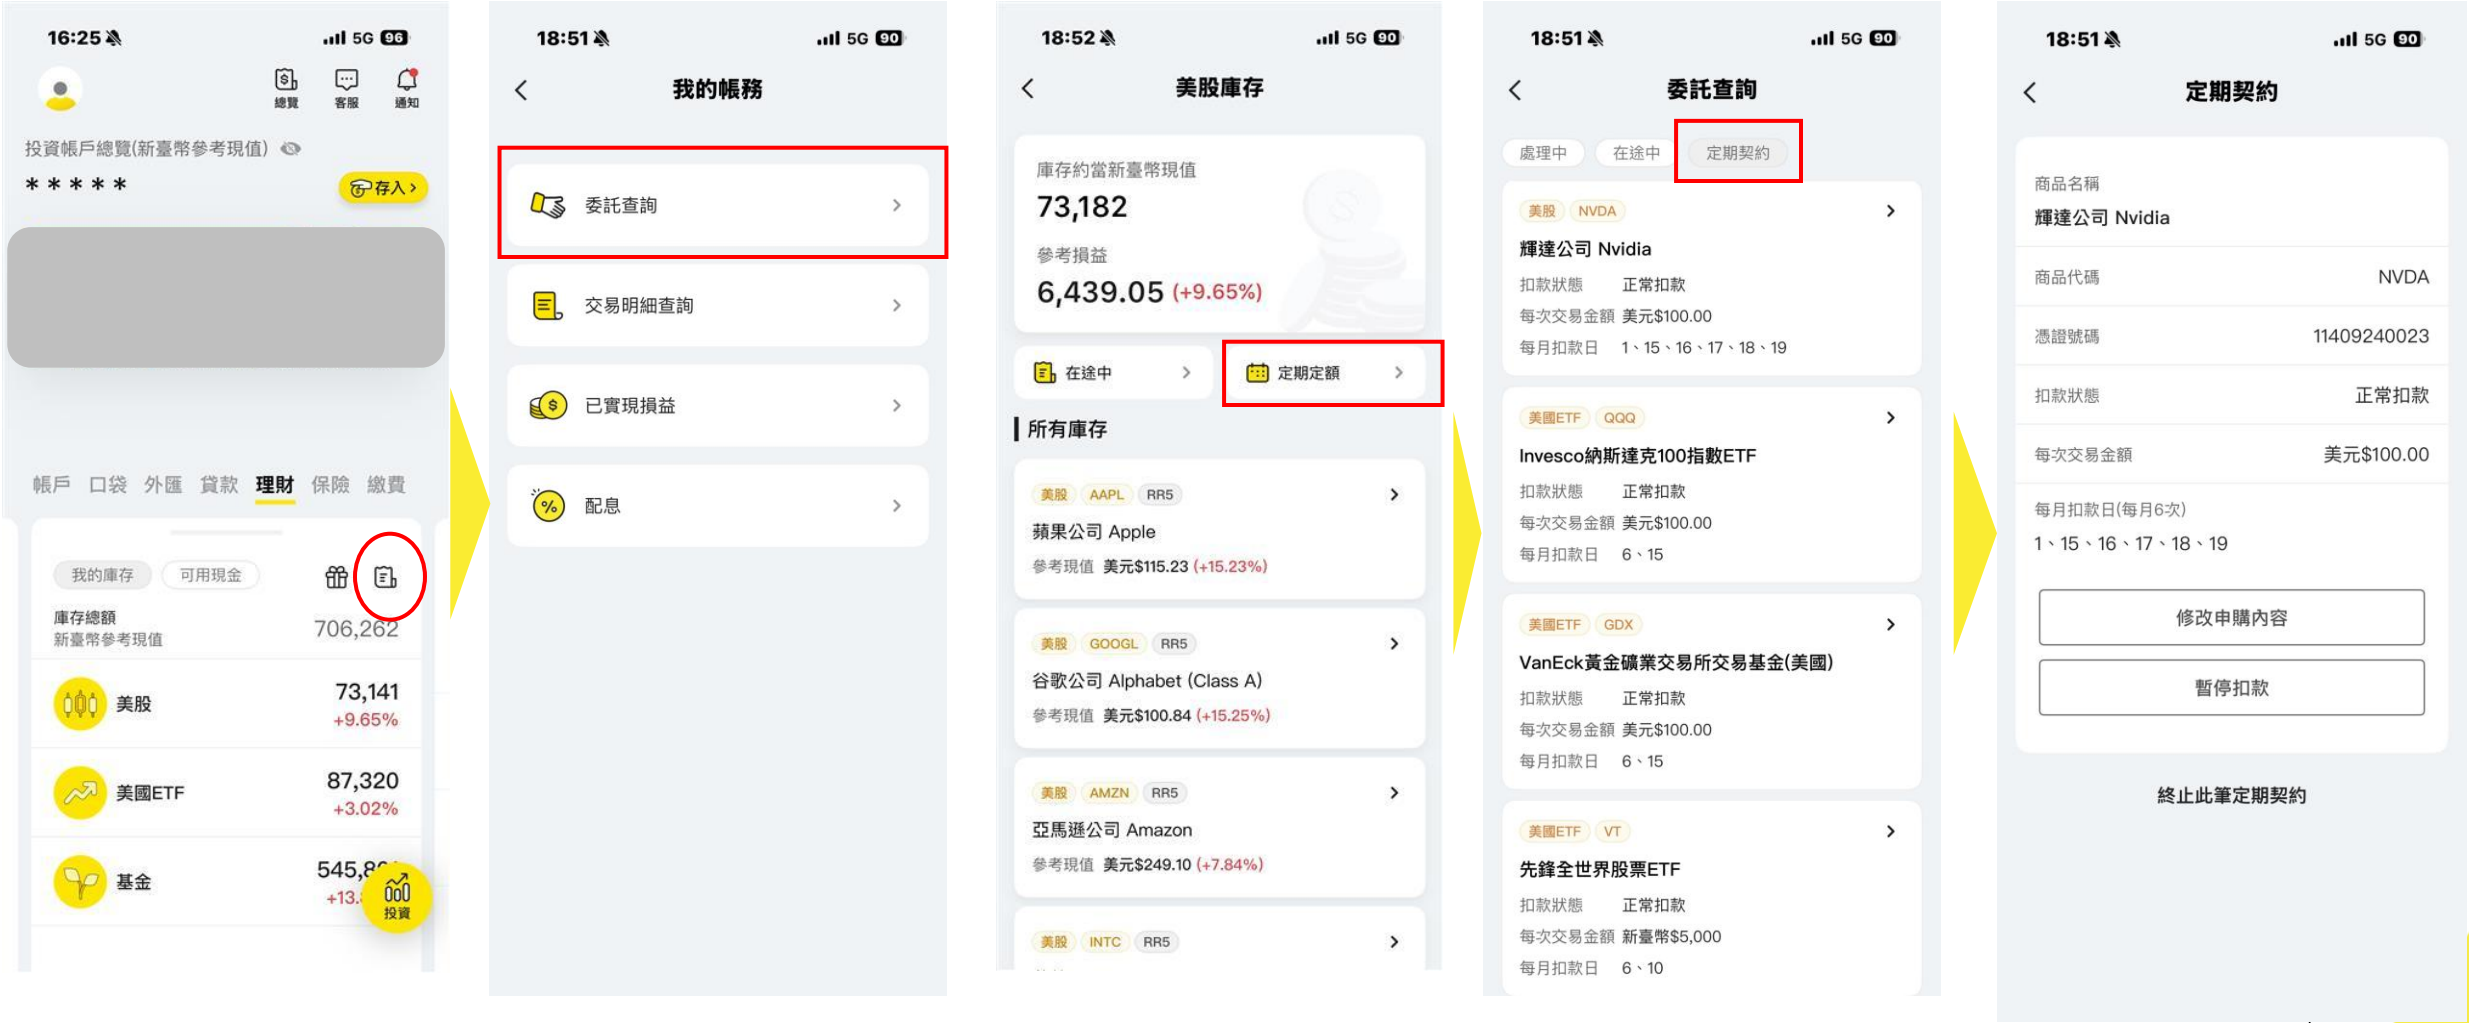 16:25
5G 96
總覽
客服
通知
投資帳戶總覽(新臺幣參考現值)
*****
存入
帳戶 口袋 外匯 貸款 理財 保險 繳費
我的庫存
可用現金
庫存總額
新臺幣參考現值
706,262
美股
73,141
+9.65%
美國ETF
87,320
+3.02%
基金
545,8
+13.
投資
18:51
5G 90
我的帳務
委託查詢
交易明細查詢
已實現損益
配息
18:52
5G 90
美股庫存
庫存約當新臺幣現值
73,182
參考損益
6,439.05 (+9.65%)
在途中
定期定額
所有庫存
美股 AAPL RR5
蘋果公司 Apple
參考現值 美元$115.23 (+15.23%)
美股 GOOGL RR5
谷歌公司 Alphabet (Class A)
參考現值 美元$100.84 (+15.25%)
美股 AMZN RR5
亞馬遜公司 Amazon
參考現值 美元$249.10 (+7.84%)
美股 INTC RR5
18:51
5G 90
委託查詢
處理中
在途中
定期契約
美股 NVDA
輝達公司 Nvidia
扣款狀態 正常扣款
每次交易金額 美元$100.00
每月扣款日 1、15、16、17、18、19
美國ETF QQQ
Invesco納斯達克100指數ETF
扣款狀態 正常扣款
每次交易金額 美元$100.00
每月扣款日 6、15
美國ETF GDX
VanEck黃金礦業交易所交易基金(美國)
扣款狀態 正常扣款
每次交易金額 美元$100.00
每月扣款日 6、15
美國ETF VT
先鋒全世界股票ETF
扣款狀態 正常扣款
每次交易金額 新臺幣$5,000
每月扣款日 6、10
18:51
5G 90
定期契約
商品名稱
輝達公司 Nvidia
商品代碼 NVDA
憑證號碼 11409240023
扣款狀態 正常扣款
每次交易金額 美元$100.00
每月扣款日(每月6次)
1、15、16、17、18、19
修改申購內容
暫停扣款
終止此筆定期契約